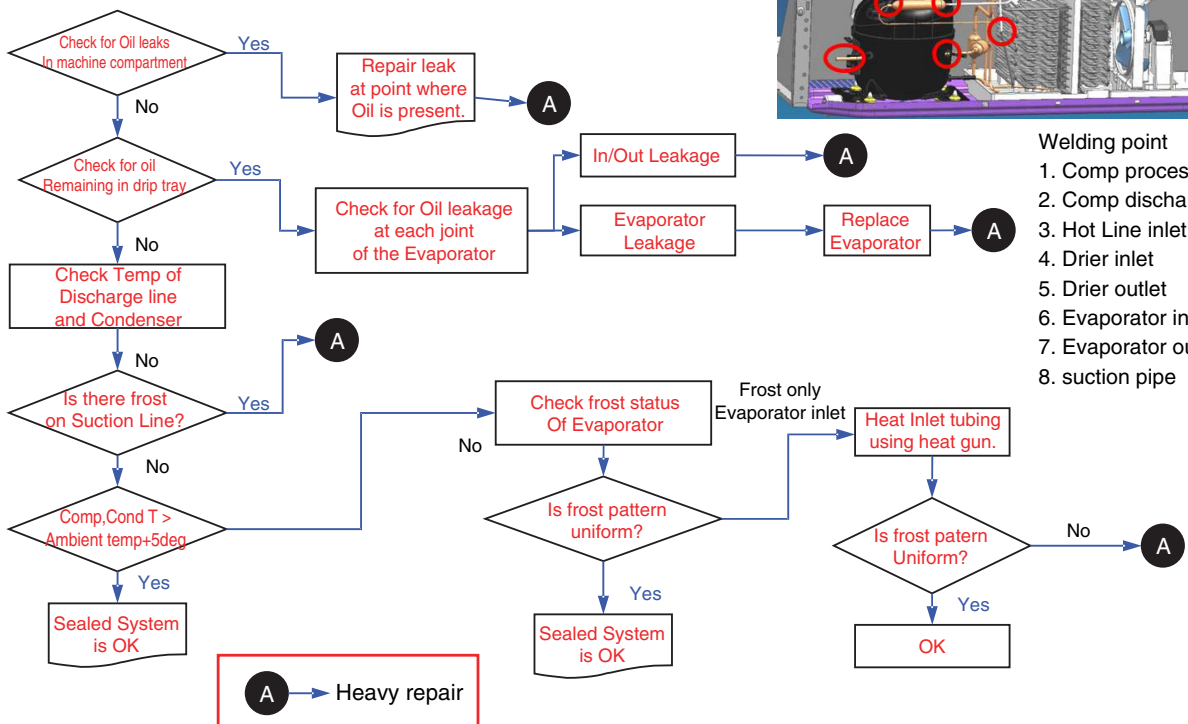 Check for Oil leaks
In machine compartment
Yes
Repair leak
at point where
Oil is present.
A
No
Check for oil
Remaining in drip tray
Yes
Check for Oil leakage
at each joint
of the Evaporator
In/Out Leakage
A
Evaporator
Leakage
Replace
Evaporator
A
Welding point
1. Comp
2. Comp
3. Hot Line inlet
4. Drier inlet
5. Drier outlet
6. Evaporator
7. Evaporator
8. suction pipe
No
Check Temp of
Discharge line
and Condenser
No
A
Is there frost
on Suction Line?
Yes
No
Comp,Cond T >
Ambient temp+5deg
Yes
Sealed System
is OK
No
Check frost status
Of Evaporator
Frost only
Evaporator inlet
Is frost pattern
uniform?
Yes
Sealed System
is OK
Heat Inlet tubing
using heat gun.
Is frost patern
Uniform?
No
A
Yes
OK
A
Heavy repair